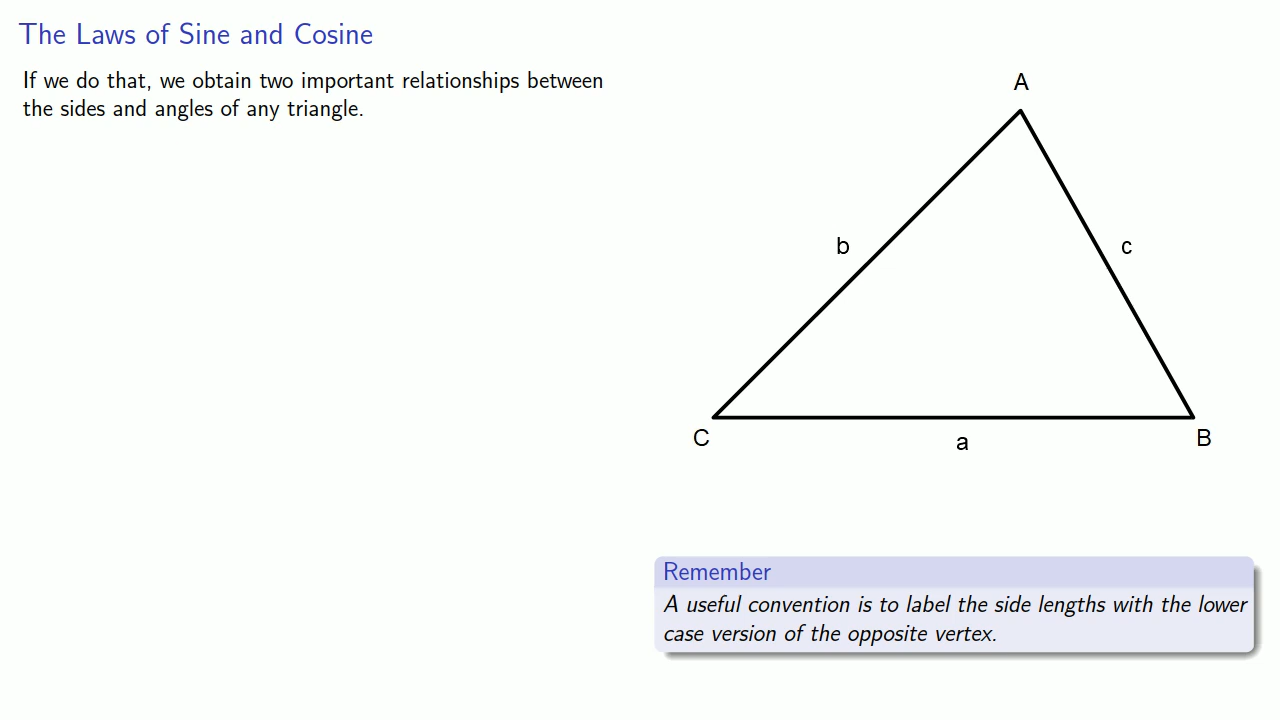 The Laws of Sine and Cosine
If we do that, we obtain two important relationships between
the sides and angles of any triangle.
A
b
c
C
a
B
Remember
A useful convention is to label the side lengths with the lower
case version of the opposite vertex.